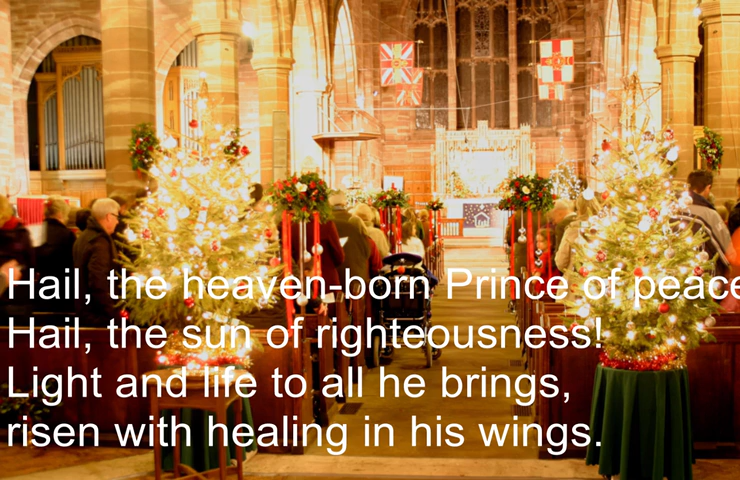 Hail, the heaven-born Prince of peace
Hail, the sun of righteousness!
Light and life to all he brings,
risen with healing in his wings.